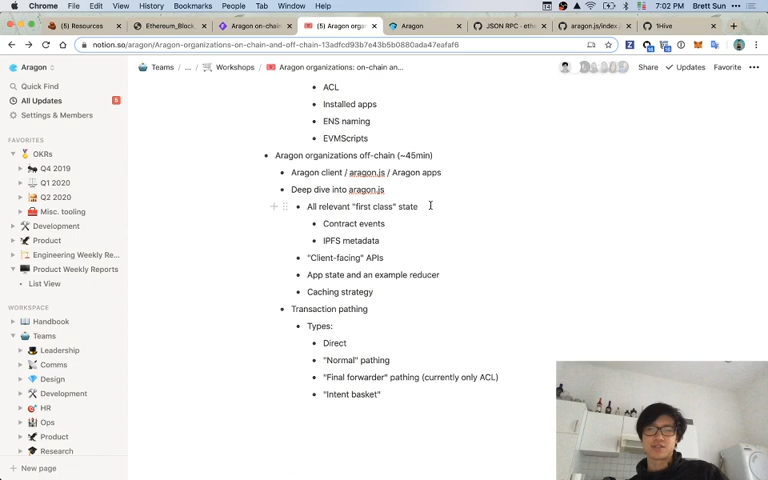 Chrome File Edit View History Bookmarks People Tab Window Help 7:02 PM Brett Sun
(5) Resources
Ethereum_Block
Aragon on-chain
(5) Aragon orga
Aragon
JSON RPC - ethe
aragon.js/index.
1Hive
notion.so/aragon/Aragon-organizations-on-chain-and-off-chain-13adfcd93b7e43b5b0880ada47eafaf6
Aragon
Teams / ... / Workshops / Aragon organizations: on-chain an...
Share Updates Favorite
Quick Find
All Updates 5
Settings & Members
FAVORITES
OKRs
Q4 2019
Q1 2020
Q2 2020
Misc. tooling
Development
Product
Engineering Weekly Re...
Product Weekly Reports
List View
WORKSPACE
Handbook
Teams
Leadership
Comms
Design
Development
HR
Ops
Product
Research
New page
ACL
Installed apps
ENS naming
EVMScripts
Aragon organizations off-chain (~45min)
Aragon client / aragon.js / Aragon apps
Deep dive into aragon.js
All relevant "first class" state
Contract events
IPFS metadata
"Client-facing" APIs
App state and an example reducer
Caching strategy
Transaction pathing
Types:
Direct
"Normal" pathing
"Final forwarder" pathing (currently only ACL)
"Intent basket"